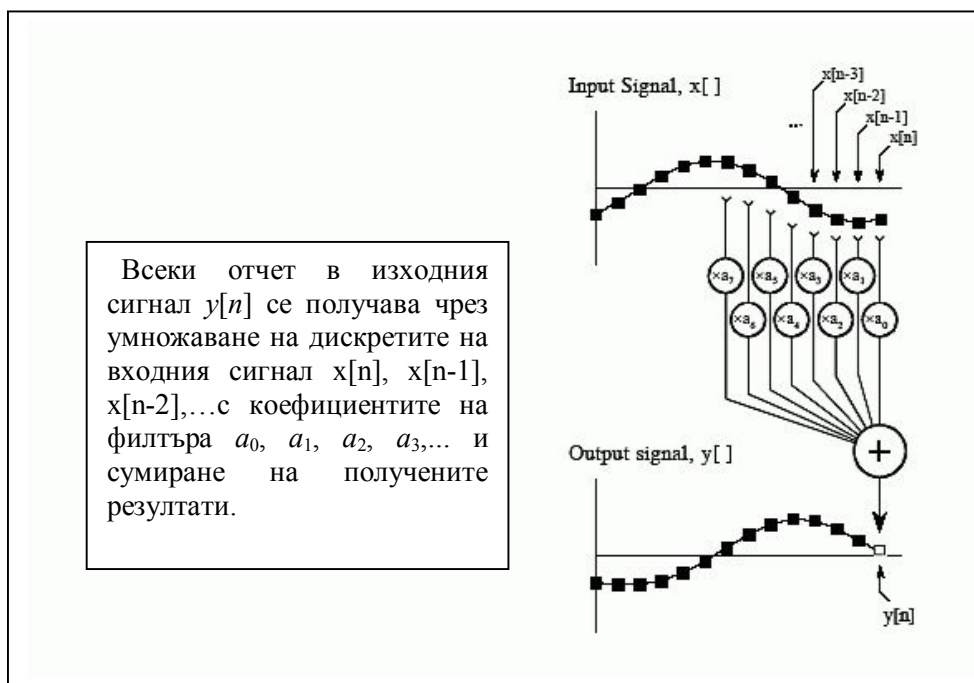 Всеки отчет в изходния
сигнал y[n] се получава чрез
умножаване на дискретите на
входния сигнал x[n], x[n-1],
x[n-2],...с коефициентите на
филтъра a₀, a₁, a₂, a₃,... и
сумиране на получените
резултати.
Input Signal, x[ ]
x[n-3]
x[n-2]
x[n-1]
x[n]
...
×a₇ ×a₅ ×a₃ ×a₁
×a₆ ×a₄ ×a₂ ×a₀
+
Output signal, y[ ]
y[n]